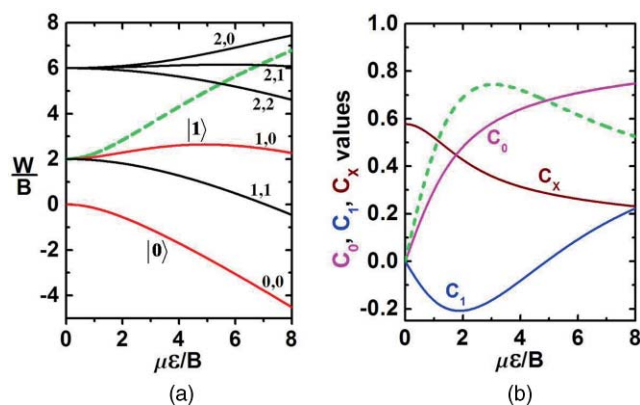 8
6
4
2
0
-2
-4
W
B
2,0
2,1
2,2
|1⟩
1,0
1,1
|0⟩
0,0
0 2 4 6 8
με/B
(a)
1.0
0.8
0.6
0.4
0.2
0.0
-0.2
C0, C1, CX values
C0
CX
C1
0 2 4 6 8
με/B
(b)